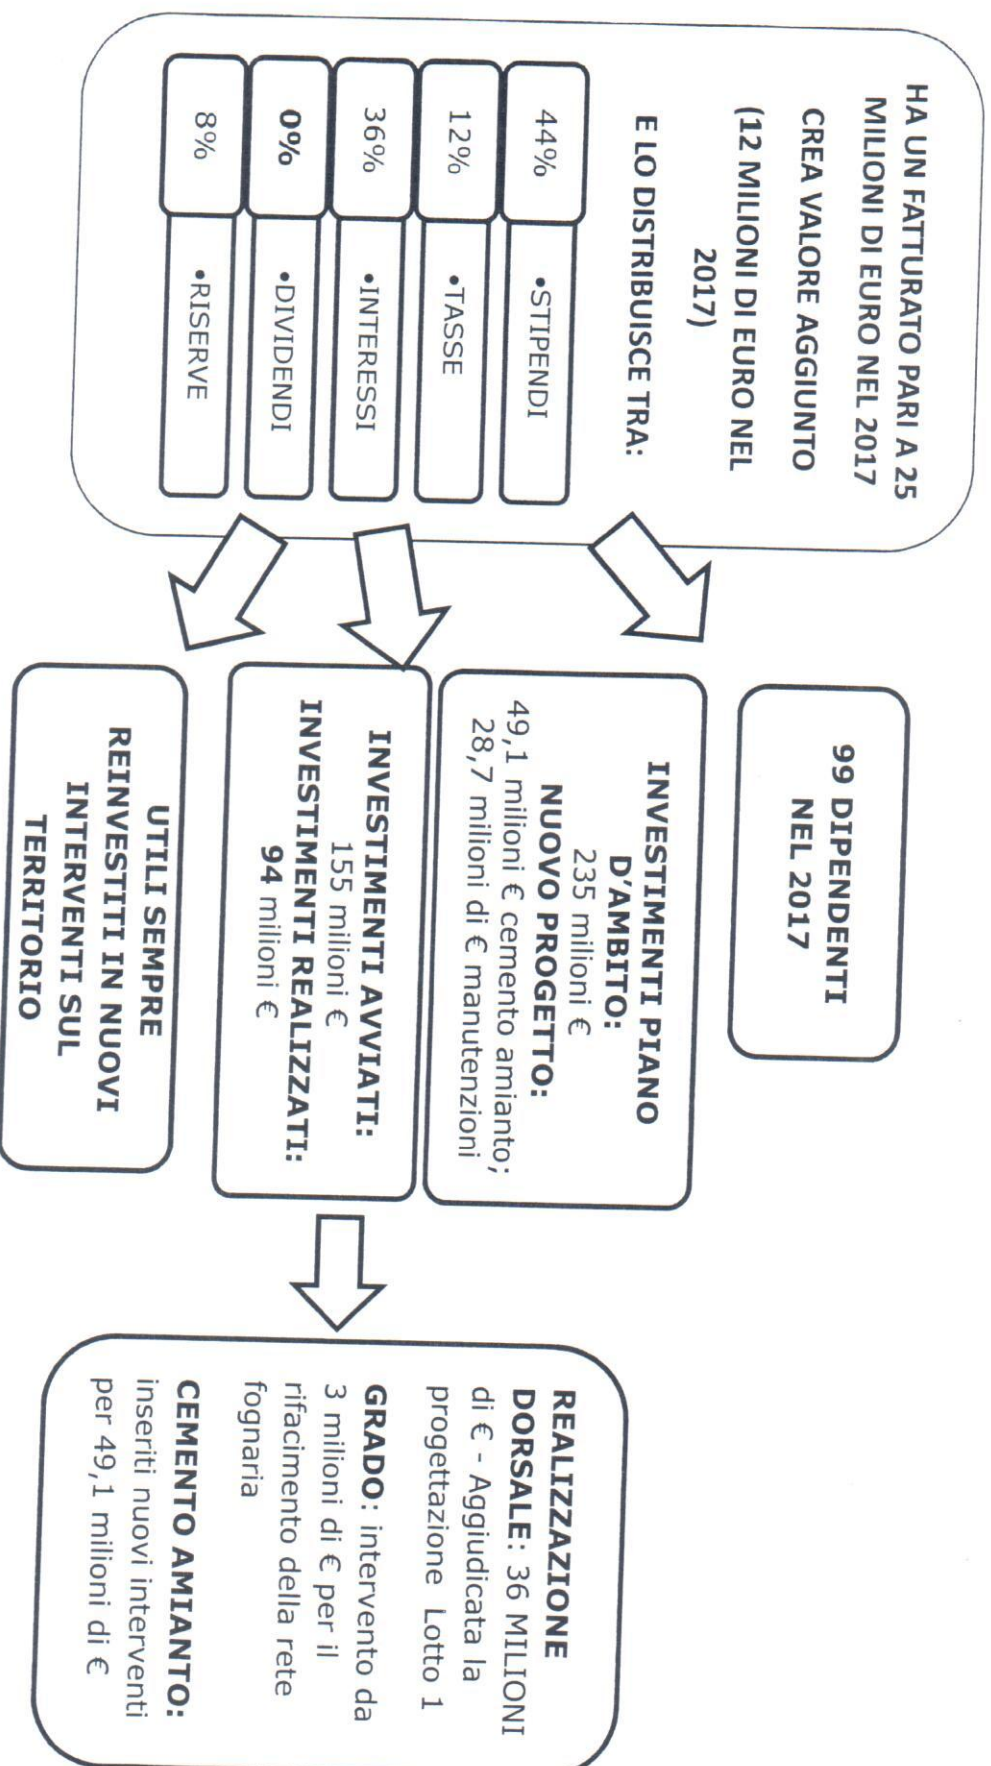 HA UN FATTURATO PARI A 25
MILIONI DI EURO NEL 2017
CREA VALORE AGGIUNTO
(12 MILIONI DI EURO NEL
2017)
E LO DISTRIBUISCE TRA:
44% •STIPENDI
12% •TASSE
36% •INTERESSI
0% •DIVIDENDI
8% •RISERVE
99 DIPENDENTI
NEL 2017
INVESTIMENTI PIANO
D'AMBITO:
235 milioni €
NUOVO PROGETTO:
49,1 milioni € cemento amianto;
28,7 milioni di € manutenzioni
INVESTIMENTI AVVIATI:
155 milioni €
INVESTIMENTI REALIZZATI:
94 milioni €
UTILI SEMPRE
REINVESTITI IN NUOVI
INTERVENTI SUL
TERRITORIO
REALIZZAZIONE
DORSALE: 36 MILIONI
di € - Aggiudicata la
progettazione Lotto 1
GRADO: intervento da
3 milioni di € per il
rifacimento della rete
fognaria
CEMENTO AMIANTO:
inseriti nuovi interventi
per 49,1 milioni di €